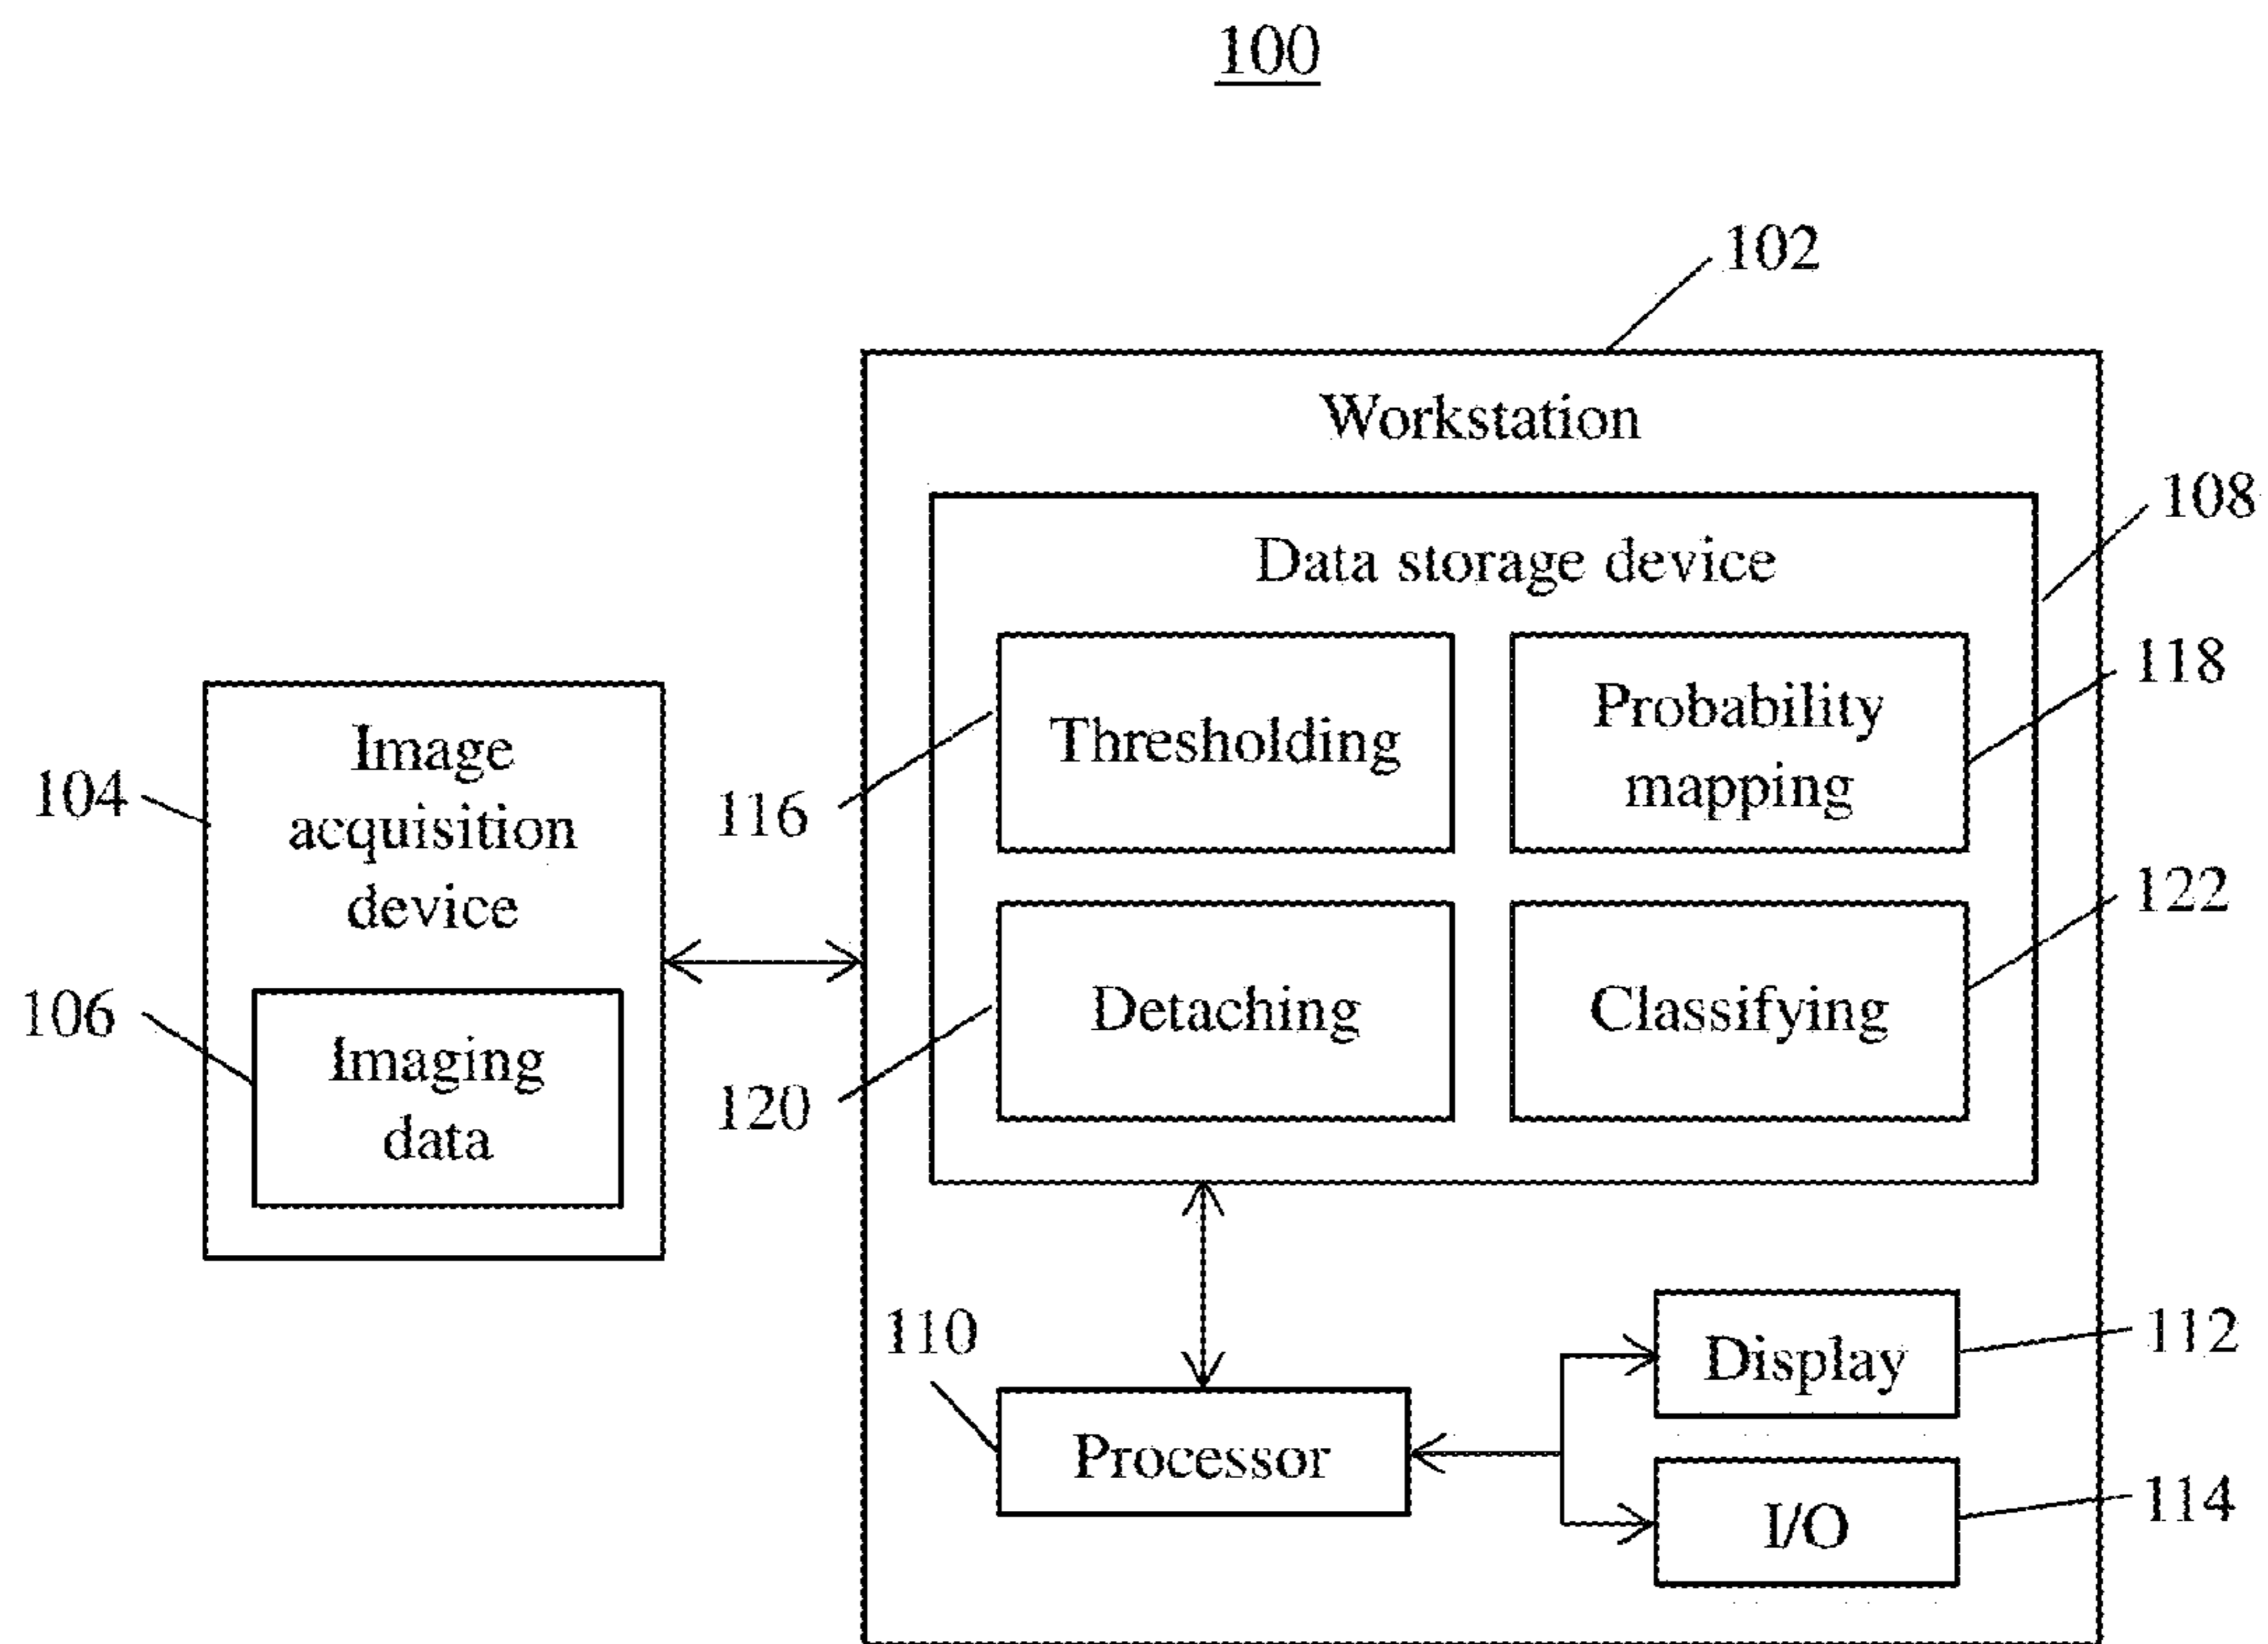 100
102
Workstation
108
Data storage device
118
Thresholding
Probability
mapping
116
104
Image
acquisition
device
122
106
Imaging
data
Detaching
Classifying
120
110
Display
112
Processor
I/O
114